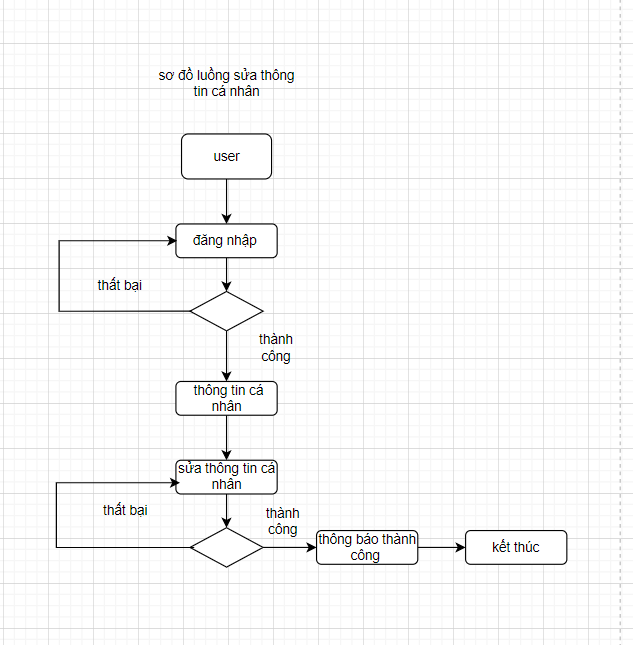 sơ đồ luồng sửa thông
tin cá nhân
user
đăng nhập
thất bại
thành
công
thông tin cá
nhân
sửa thông tin cá
nhân
thất bại
thành
công
thông báo thành
công
kết thúc